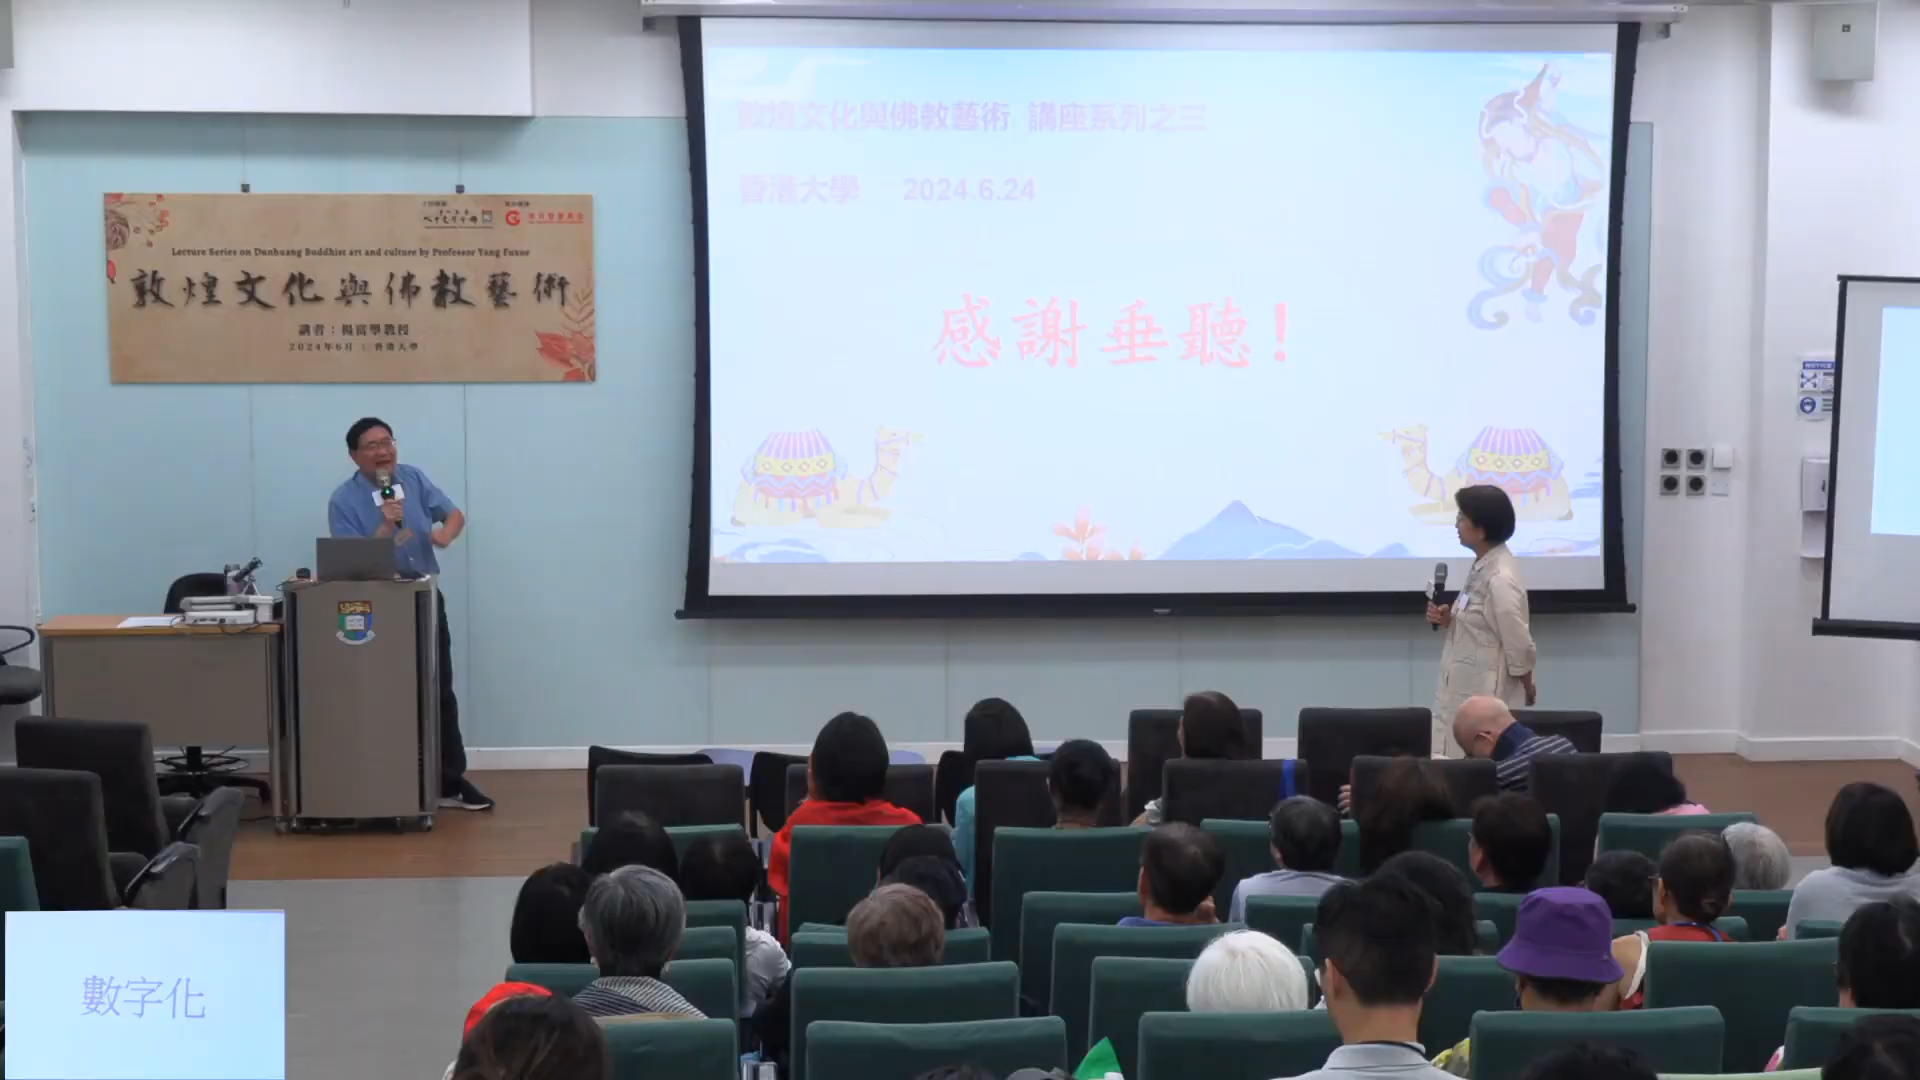 敦煌文化與佛教藝術 講座系列之三
香港大學 2024.6.24
感謝垂聽！
Lecture Series on Dunhuang Buddhist art and culture by Professor Yang Fuxue
敦煌文化與佛教藝術
講者：楊富學教授
2024年6月 香港大學
數字化